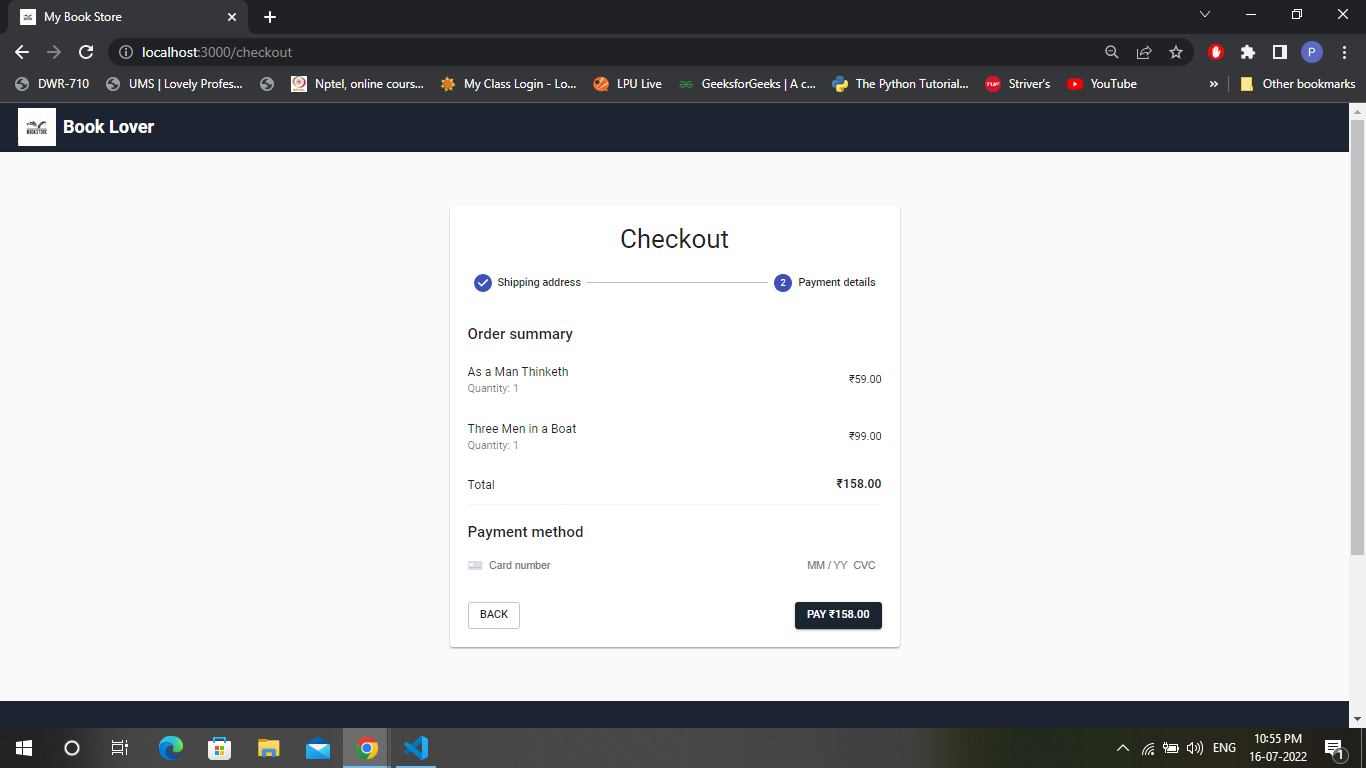 My Book Store
localhost:3000/checkout
P
DWR-710 UMS | Lovely Profes... Nptel, online cours... My Class Login - Lo... LPU Live GeeksforGeeks | A c... The Python Tutorial... TUF Striver's YouTube » Other bookmarks
BOOKSTORE Book Lover
Checkout
Shipping address 2 Payment details
Order summary
As a Man Thinketh ₹59.00
Quantity: 1
Three Men in a Boat ₹99.00
Quantity: 1
Total ₹158.00
Payment method
Card number MM / YY CVC
BACK PAY ₹158.00
ENG 10:55 PM 1
16-07-2022